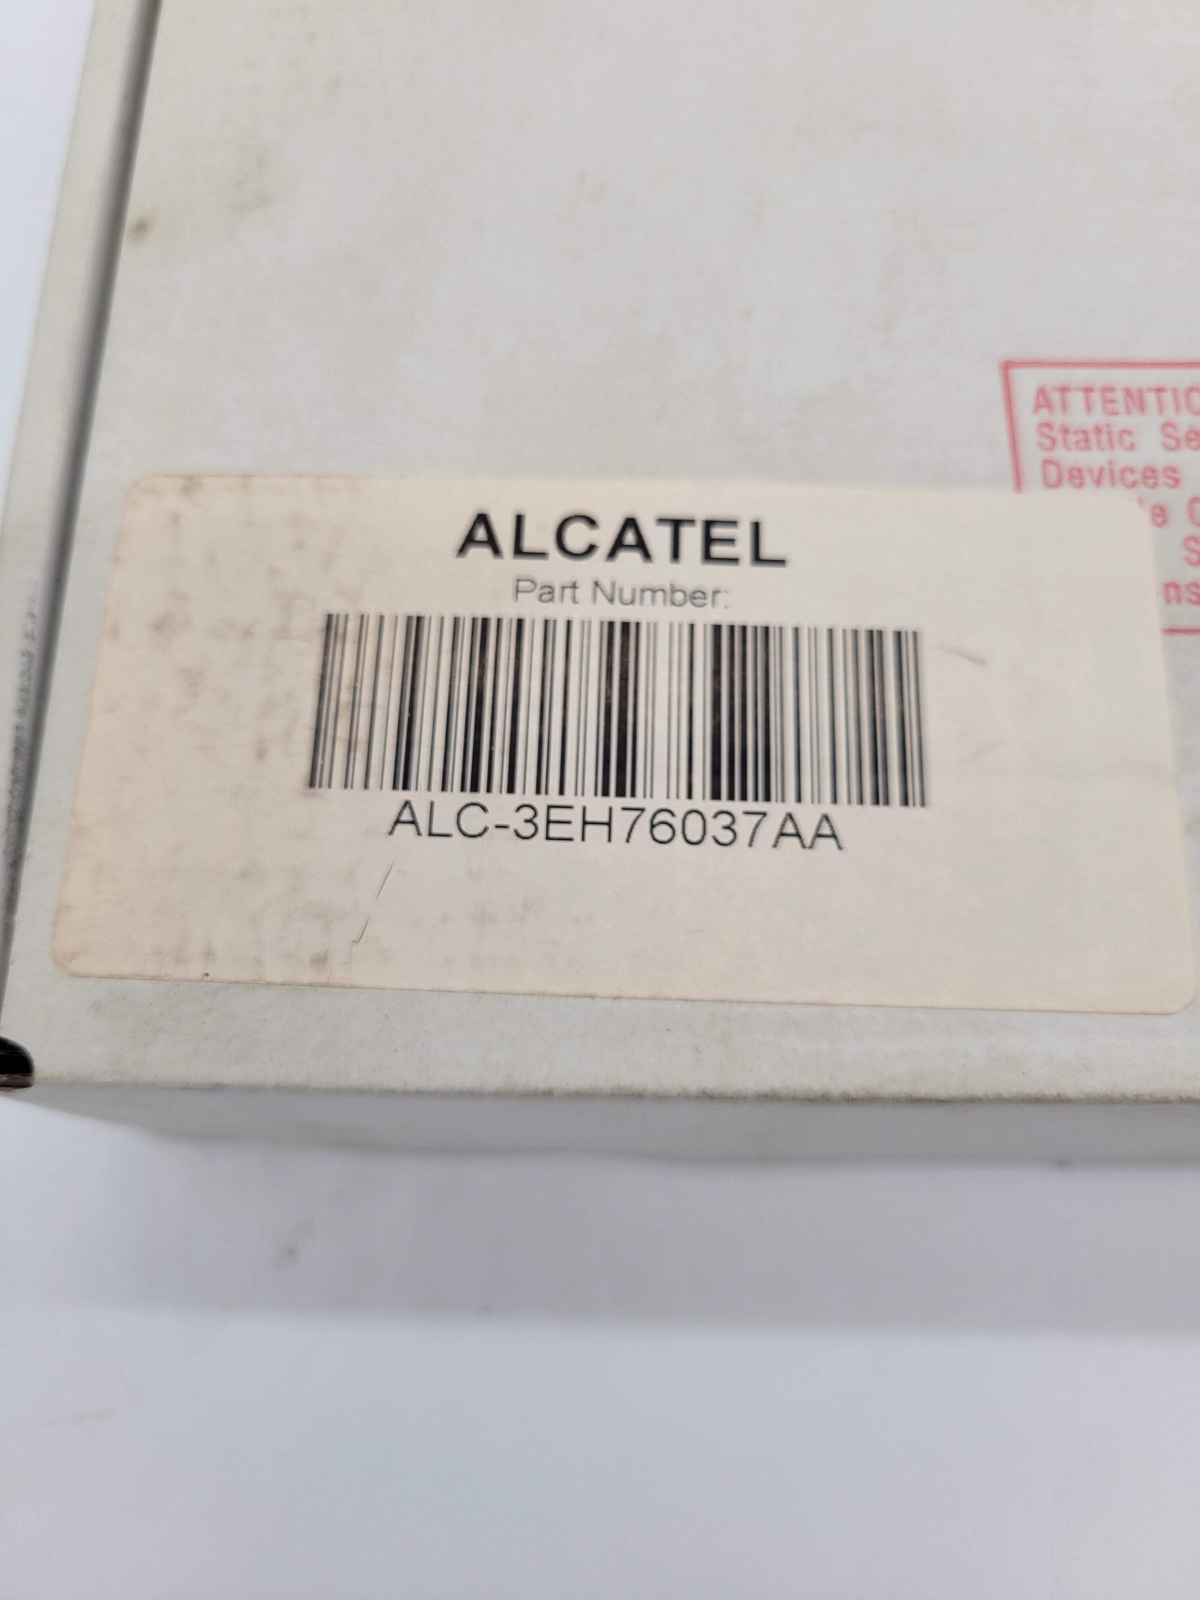 ATTENTIO
Static Se
Devices
ALCATEL
Part Number:
ALC-3EH76037AA